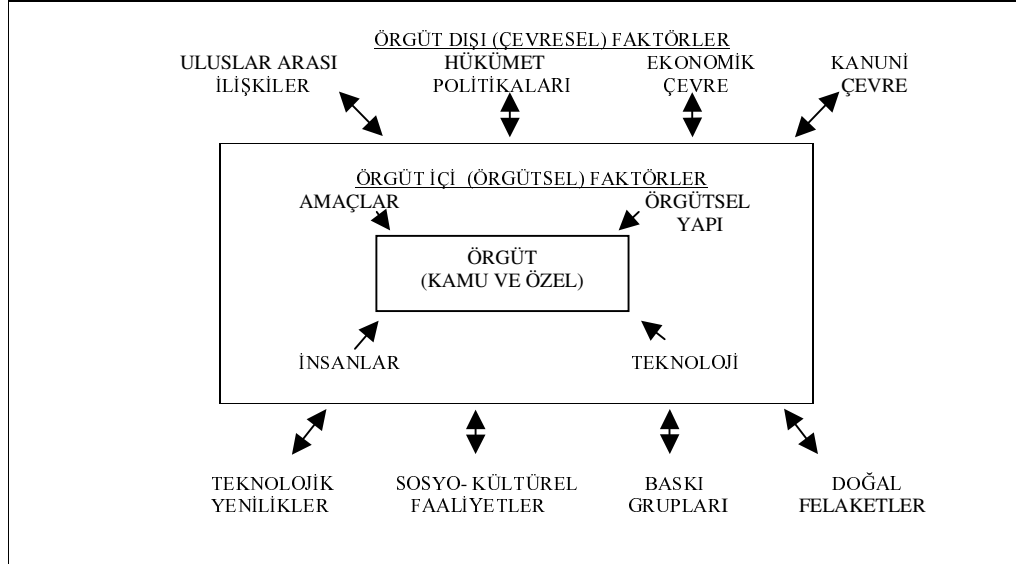 ÖRGÜT DIŞI (ÇEVRESEL) FAKTÖRLER
ULUSLAR ARASI
İLİŞKİLER
HÜKÜMET
POLİTİKALARI
EKONOMİK
ÇEVRE
KANUNİ
ÇEVRE
ÖRGÜT İÇİ (ÖRGÜTSEL) FAKTÖRLER
AMAÇLAR
ÖRGÜTSEL
YAPI
ÖRGÜT
(KAMU VE ÖZEL)
İNSANLAR
TEKNOLOJİ
TEKNOLOJİK
YENİLİKLER
SOSYO- KÜLTÜREL
FAALİYETLER
BASKI
GRUPLARI
DOĞAL
FELAKETLER